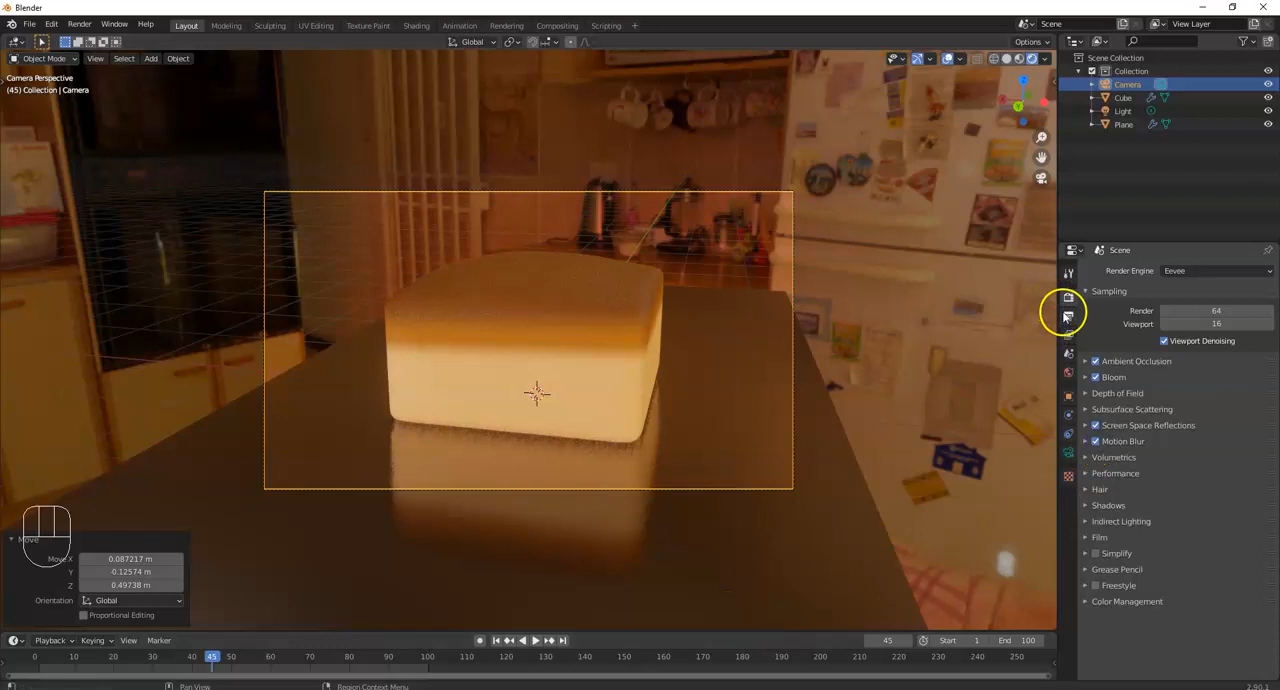 Blender
File Edit Render Window Help
Layout Modeling Sculpting UV Editing Texture Paint Shading Animation Rendering Compositing Scripting +
Scene View Layer
Global Options
Object Mode View Select Add Object
Camera Perspective
(45) Collection | Camera
Scene Collection
Collection
Camera
Cube
Light
Plane
Scene
Render Engine Eevee
Sampling
Render 64
Viewport 16
Viewport Denoising
Ambient Occlusion
Bloom
Depth of Field
Subsurface Scattering
Screen Space Reflections
Motion Blur
Volumetrics
Performance
Hair
Shadows
Indirect Lighting
Film
Simplify
Grease Pencil
Freestyle
Color Management
Move
Move X 0.087217 m
Y -0.12574 m
Z 0.49738 m
Orientation Global
Proportional Editing
Playback Keying View Marker 45 Start 1 End 100
0 10 20 30 40 45 50 60 70 80 90 100 110 120 130 140 150 160 170 180 190 200 210 220 230 240 250
Pan View Region Context Menu 2.90.1